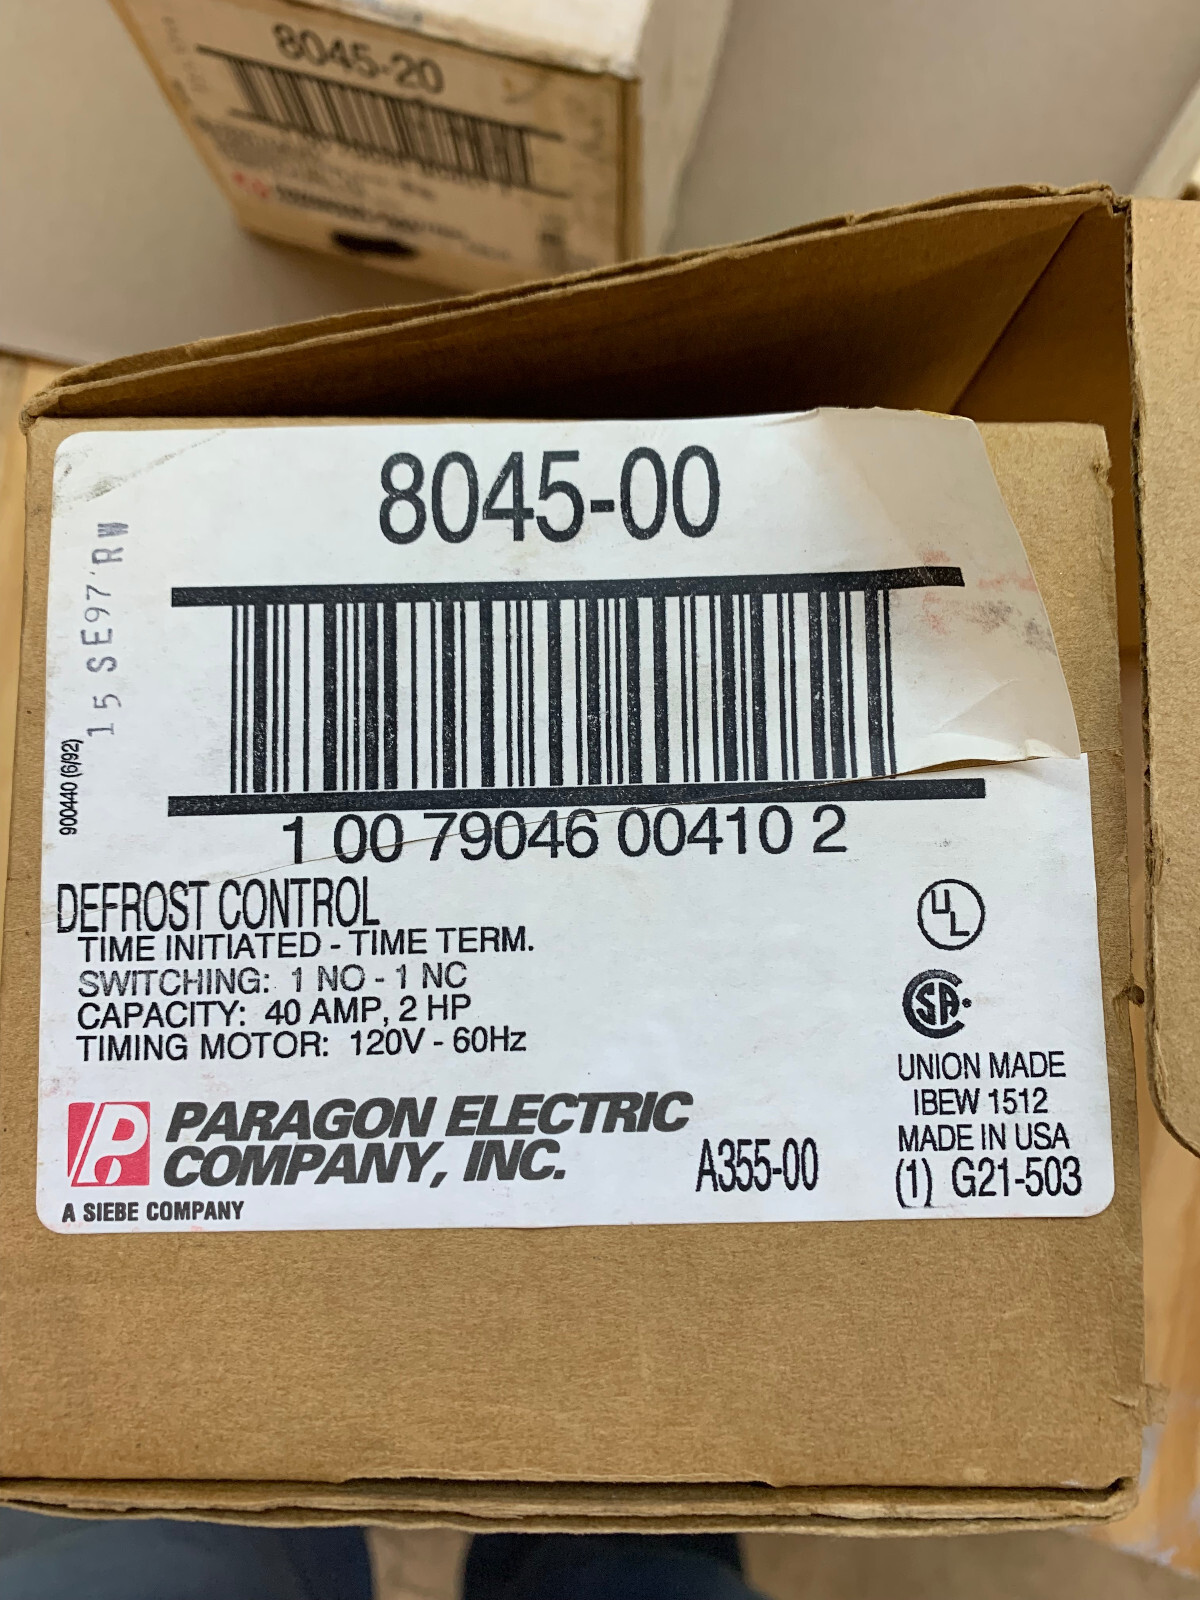 8045-20
8045-00
15 SE97 RW
900440 (6/92)
1 00 79046 00410 2
DEFROST CONTROL
TIME INITIATED - TIME TERM.
SWITCHING: 1 NO - 1 NC
CAPACITY: 40 AMP, 2 HP
TIMING MOTOR: 120V - 60Hz
UL
SA
UNION MADE
IBEW 1512
MADE IN USA
(1) G21-503
P
PARAGON ELECTRIC
COMPANY, INC.
A355-00
A SIEBE COMPANY